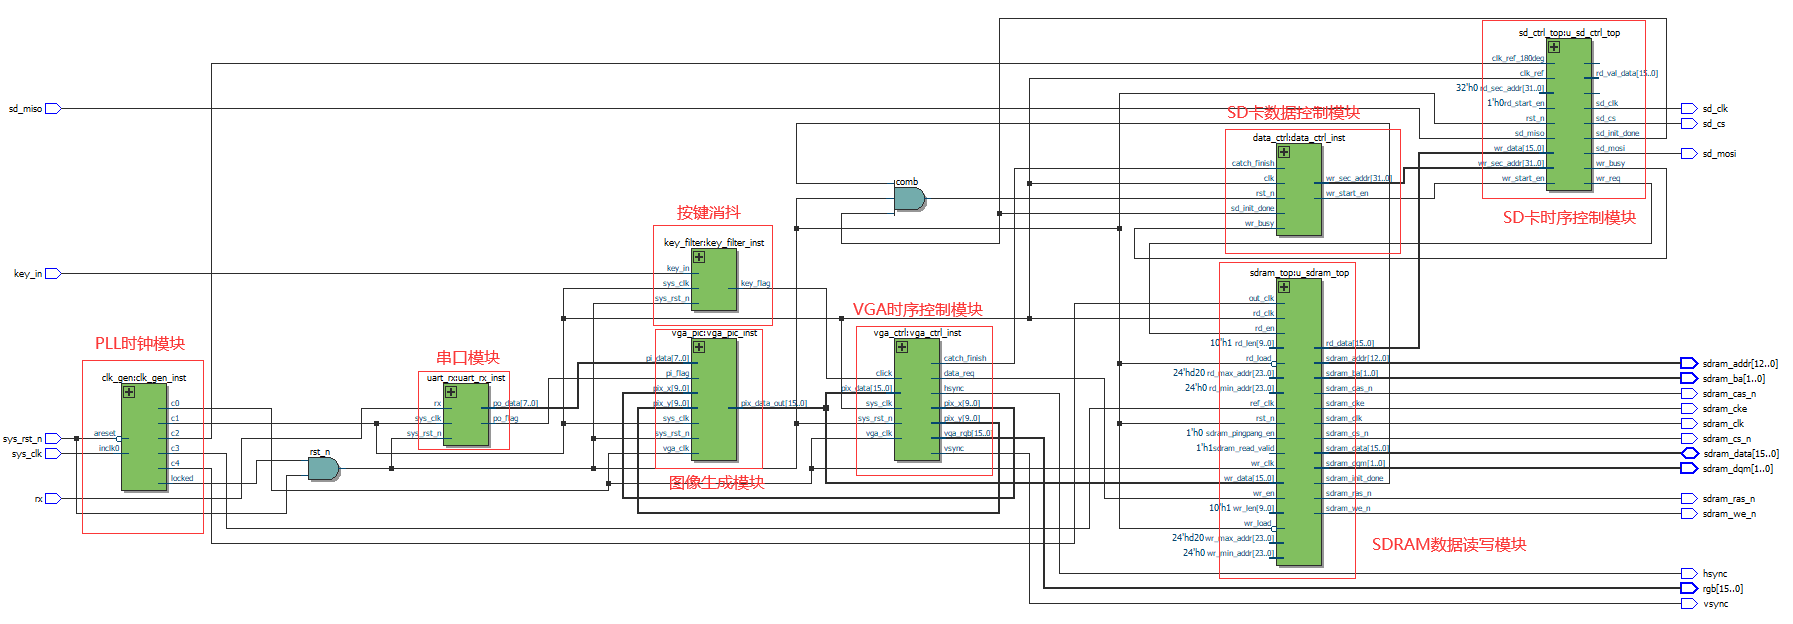 sd_miso
key_in
sys_rst_n
sys_clk
rx
PLL时钟模块
clk_gen:clk_gen_inst
areset
inclk0
c0
c1
c2
c3
c4
locked
rst_n
串口模块
uart_rx:uart_rx_inst
rx
sys_clk
sys_rst_n
po_data[7..0]
po_flag
按键消抖
key_filter:key_filter_inst
key_in
sys_clk
sys_rst_n
key_flag
vga_pic:vga_pic_inst
pi_data[7..0]
pi_flag
pix_x[9..0]
pix_y[9..0]
sys_clk
sys_rst_n
vga_clk
pix_data_out[15..0]
图像生成模块
VGA时序控制模块
vga_ctrl:vga_ctrl_inst
click
pix_data[15..0]
sys_clk
sys_rst_n
vga_clk
catch_finish
data_req
hsync
pix_x[9..0]
pix_y[9..0]
vga_rgb[15..0]
vsync
comb
SD卡数据控制模块
data_ctrl:data_ctrl_inst
catch_finish
clk
rst_n
sd_init_done
wr_busy
wr_sec_addr[31..0]
wr_start_en
sd_ctrl_top:u_sd_ctrl_top
clk_ref_180deg
clk_ref
32'h0 rd_sec_addr[31..0]
1'h0 rd_start_en
rst_n
sd_miso
wr_data[15..0]
wr_sec_addr[31..0]
wr_start_en
rd_val_data[15..0]
sd_clk
sd_cs
sd_init_done
sd_mosi
wr_busy
wr_req
SD卡时序控制模块
sdram_top:u_sdram_top
out_clk
rd_clk
rd_en
10'h1 rd_len[9..0]
rd_load
24'hd20 rd_max_addr[23..0]
24'h0 rd_min_addr[23..0]
ref_clk
rst_n
1'h0 sdram_pingpang_en
1'h1 sdram_read_valid
wr_clk
wr_data[15..0]
wr_en
10'h1 wr_len[9..0]
wr_load
24'hd20 wr_max_addr[23..0]
24'h0 wr_min_addr[23..0]
rd_data[15..0]
sdram_addr[12..0]
sdram_ba[1..0]
sdram_cas_n
sdram_cke
sdram_clk
sdram_cs_n
sdram_data[15..0]
sdram_dqm[1..0]
sdram_init_done
sdram_ras_n
sdram_we_n
SDRAM数据读写模块
sd_clk
sd_cs
sd_mosi
sdram_addr[12..0]
sdram_ba[1..0]
sdram_cas_n
sdram_cke
sdram_clk
sdram_cs_n
sdram_data[15..0]
sdram_dqm[1..0]
sdram_ras_n
sdram_we_n
hsync
rgb[15..0]
vsync